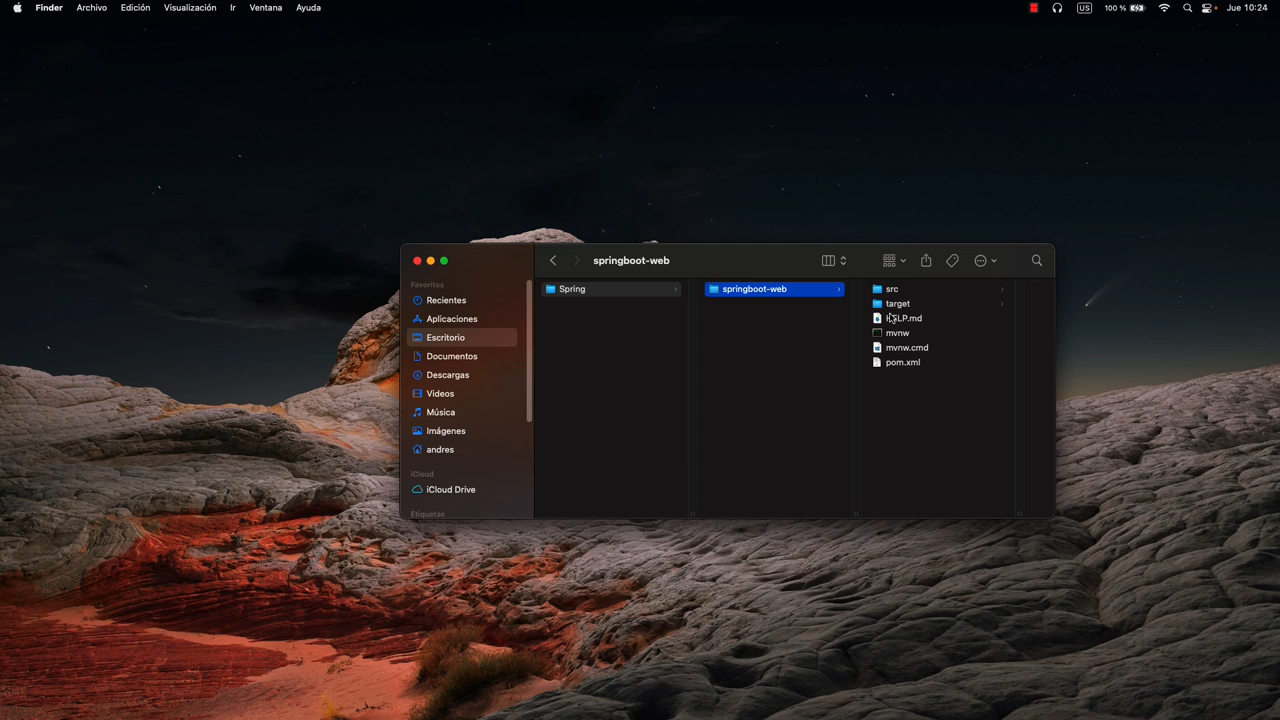 Finder Archivo Edición Visualización Ir Ventana Ayuda US 100 % Jue 10:24
springboot-web
Favoritos
Recientes
Aplicaciones
Escritorio
Documentos
Descargas
Videos
Música
Imágenes
andres
iCloud
iCloud Drive
Etiquetas
Spring
springboot-web
src
target
HELP.md
mvnw
mvnw.cmd
pom.xml